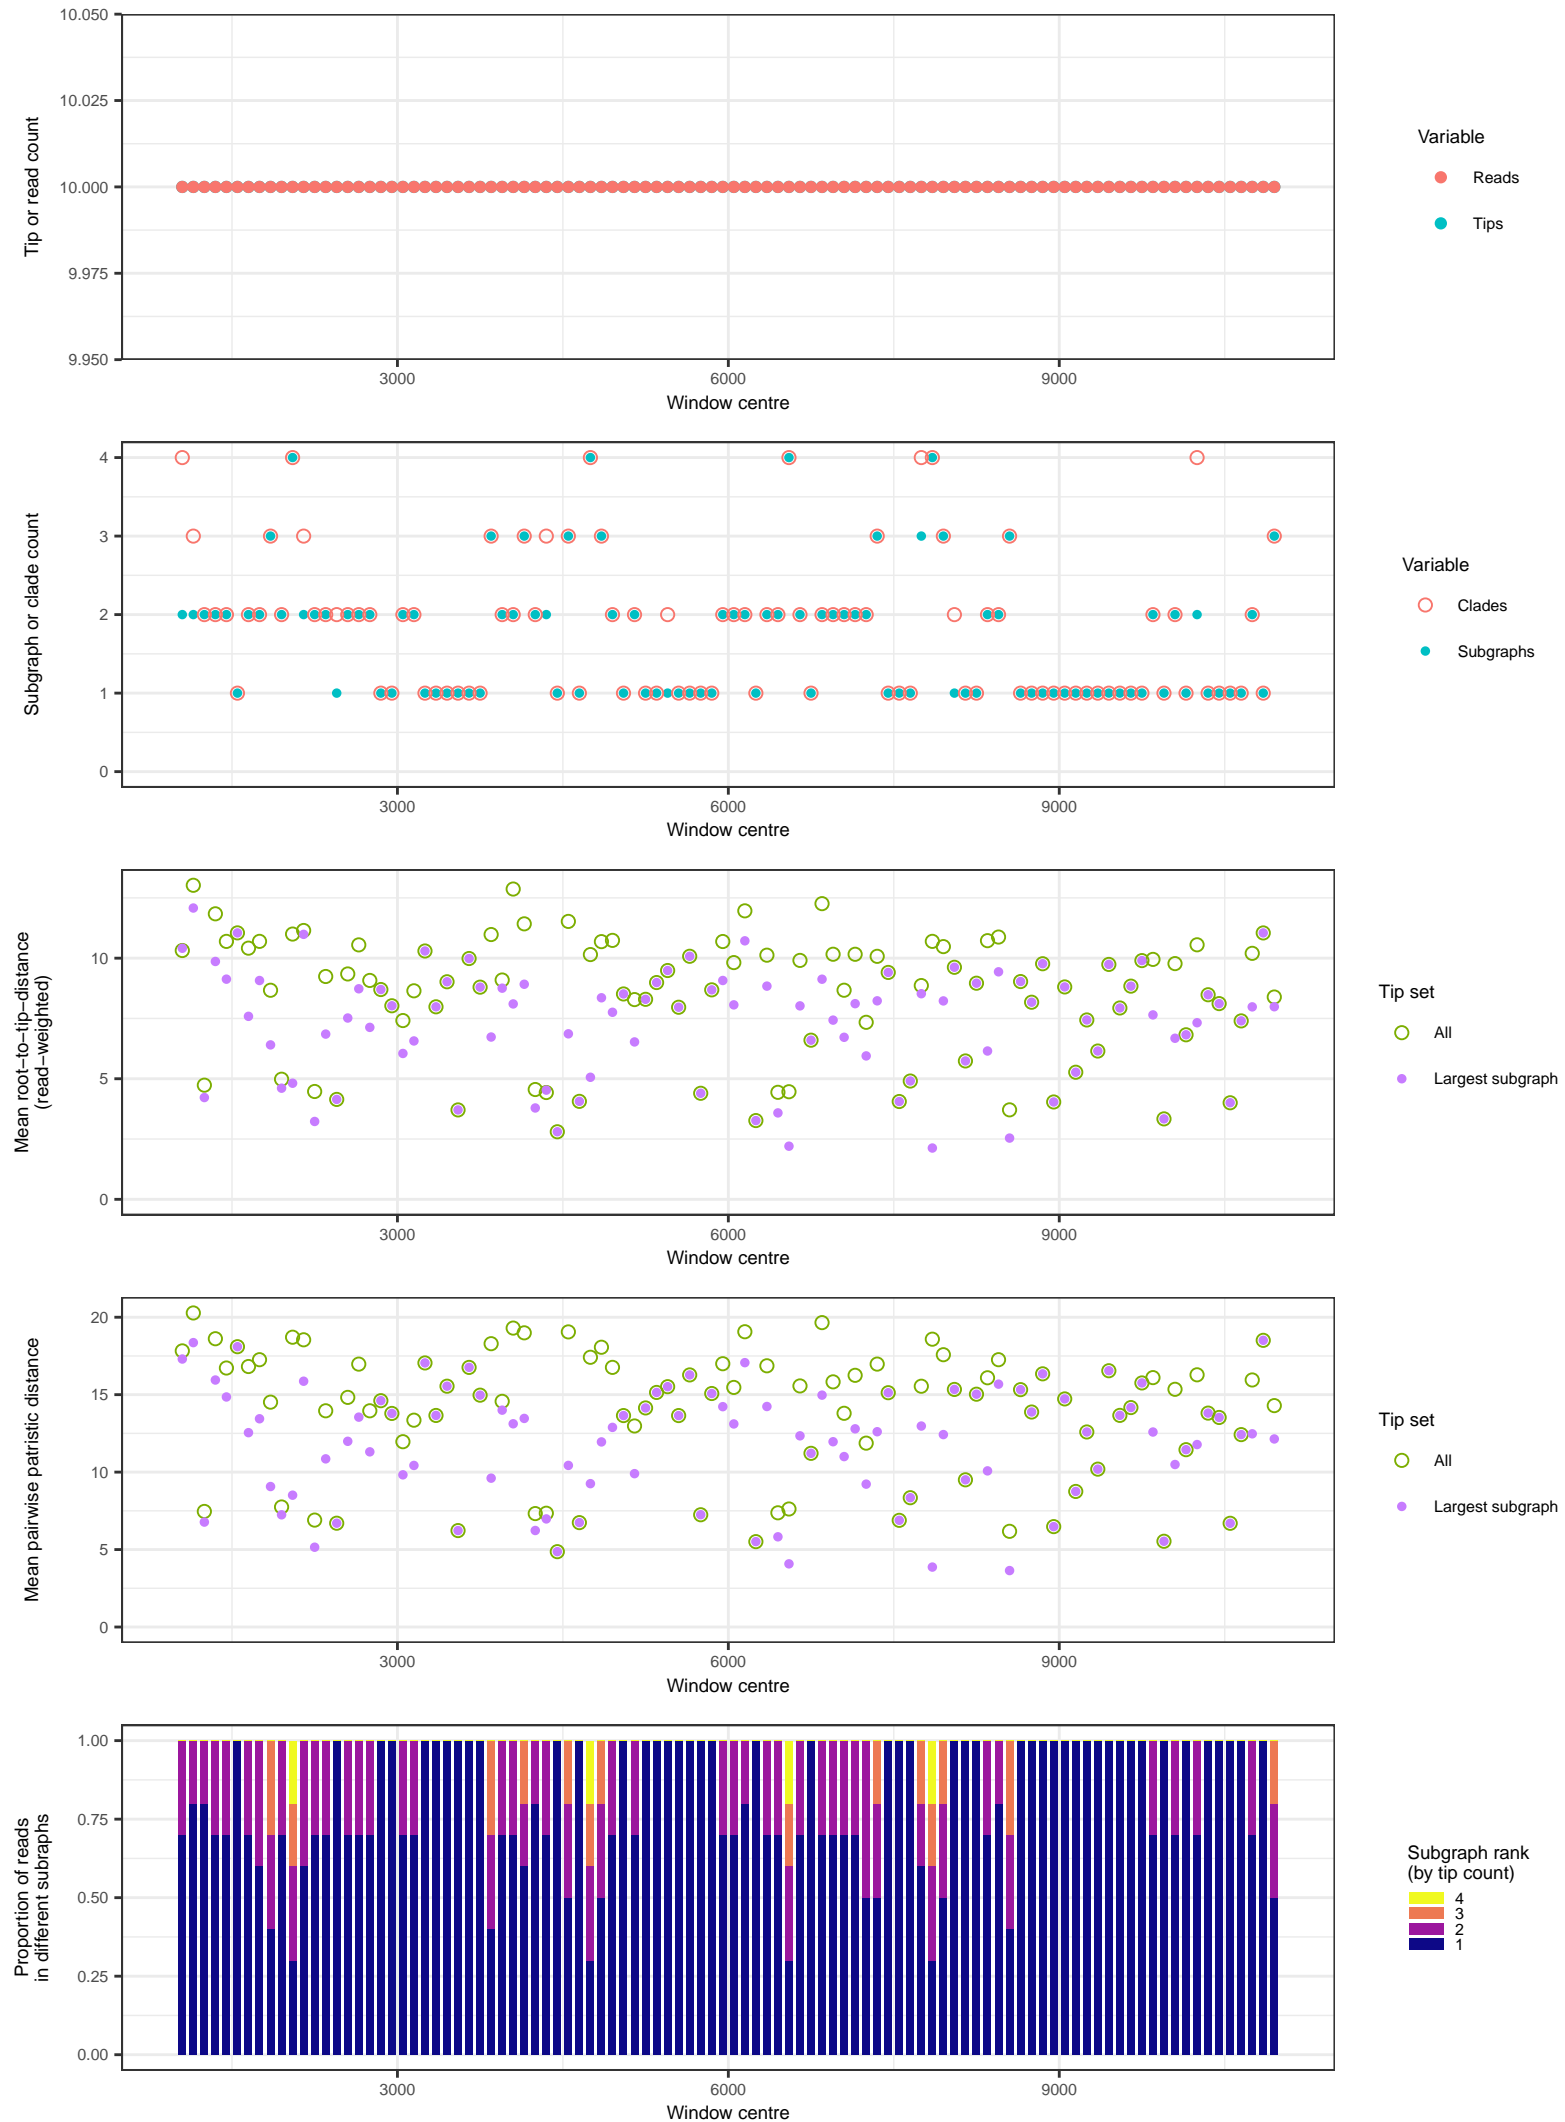 10.050
10.025
10.000
9.975
9.950
Tip or read count
3000 6000 9000
Window centre
Variable
Reads
Tips
4
3
2
1
0
Subgraph or clade count
3000 6000 9000
Window centre
Variable
Clades
Subgraphs
10
5
0
Mean root−to−tip−distance
(read−weighted)
3000 6000 9000
Window centre
Tip set
All
Largest subgraph
20
15
10
5
0
Mean pairwise patristic distance
3000 6000 9000
Window centre
Tip set
All
Largest subgraph
1.00
0.75
0.50
0.25
0.00
Proportion of reads
in different subraphs
3000 6000 9000
Window centre
Subgraph rank
(by tip count)
4
3
2
1